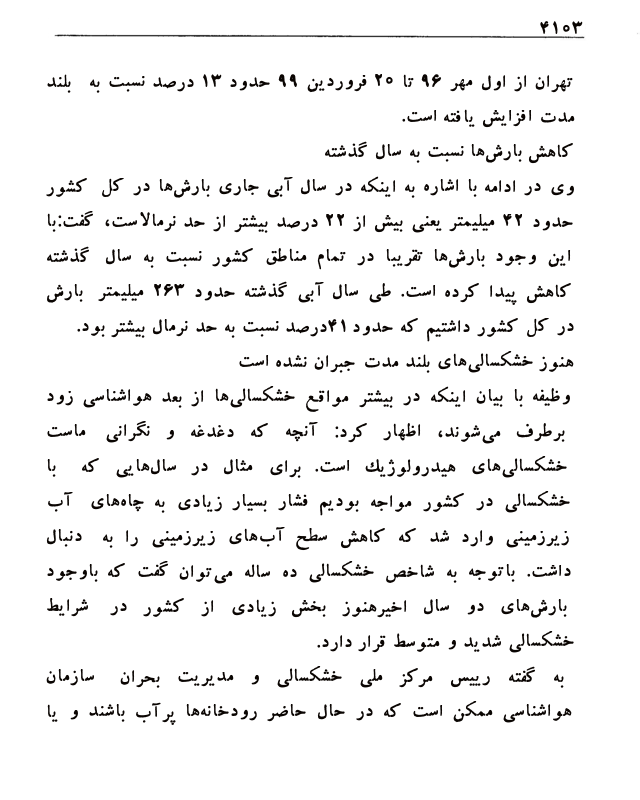 ۴۱۰۳
تهران از اول مهر ۹۶ تا ۲۰ فروردین ۹۹ حدود ۱۳ درصد نسبت به بلند
مدت افزایش یافته است.
کاهش بارش‌ها نسبت به سال گذشته
وی در ادامه با اشاره به اینکه در سال آبی جاری بارش‌ها در کل کشور
حدود ۴۲ میلیمتر یعنی بیش از ۲۲ درصد بیشتر از حد نرمالاست، گفت:با
این وجود بارش‌ها تقریبا در تمام مناطق کشور نسبت به سال گذشته
کاهش پیدا کرده است. طی سال آبی گذشته حدود ۲۶۳ میلیمتر بارش
در کل کشور داشتیم که حدود ۴۱درصد نسبت به حد نرمال بیشتر بود.
هنوز خشکسالی‌های بلند مدت جبران نشده است
وظیفه با بیان اینکه در بیشتر مواقع خشکسالی‌ها از بعد هواشناسی زود
برطرف می‌شوند، اظهار کرد: آنچه که دغدغه و نگرانی ماست
خشکسالی‌های هیدرولوژیك است. برای مثال در سال‌هایی که با
خشکسالی در کشور مواجه بودیم فشار بسیار زیادی به چاه‌های آب
زیرزمینی وارد شد که کاهش سطح آب‌های زیرزمینی را به دنبال
داشت. باتوجه به شاخص خشکسالی ده ساله می‌توان گفت که باوجود
بارش‌های دو سال اخیرهنوز بخش زیادی از کشور در شرایط
خشکسالی شدید و متوسط قرار دارد.
به گفته رییس مرکز ملی خشکسالی و مدیریت بحران سازمان
هواشناسی ممکن است که در حال حاضر رودخانه‌ها پرآب باشند و یا